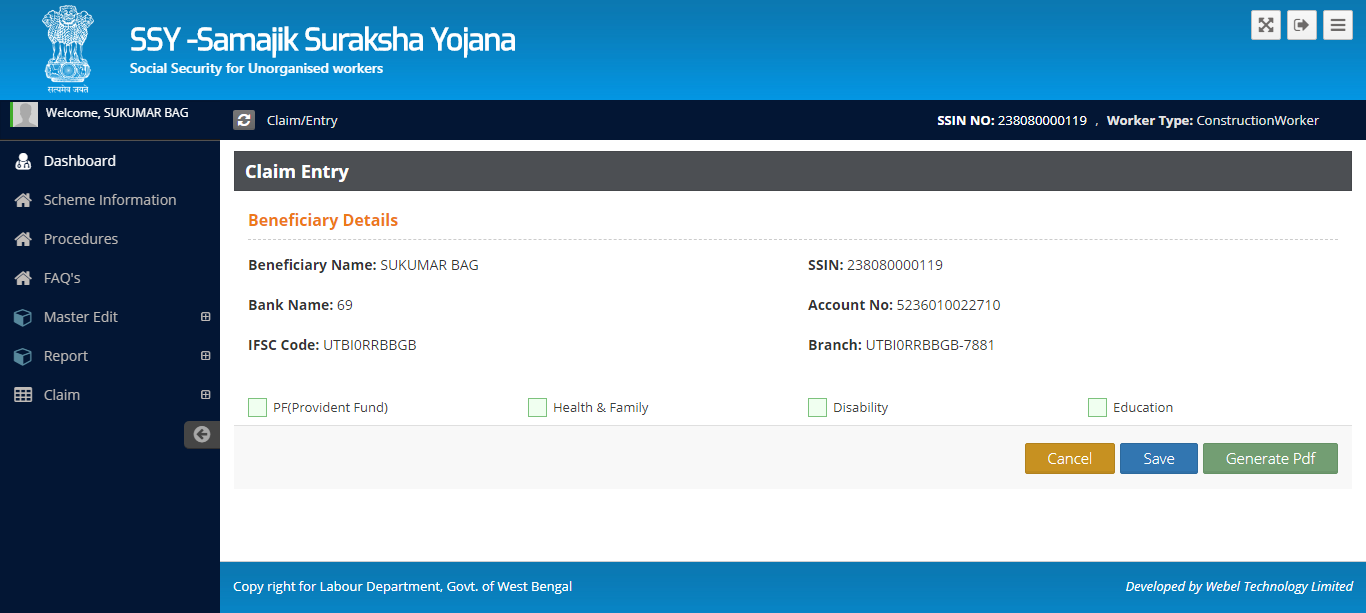 SSY -Samajik Suraksha Yojana
Social Security for Unorganised workers
सत्यमेव जयते
Welcome, SUKUMAR BAG
Claim/Entry
SSIN NO: 238080000119 , Worker Type: ConstructionWorker
Dashboard
Scheme Information
Procedures
FAQ's
Master Edit
Report
Claim
Claim Entry
Beneficiary Details
Beneficiary Name: SUKUMAR BAG
SSIN: 238080000119
Bank Name: 69
Account No: 5236010022710
IFSC Code: UTBI0RRBBGB
Branch: UTBI0RRBBGB-7881
PF(Provident Fund)
Health & Family
Disability
Education
Cancel
Save
Generate Pdf
Copy right for Labour Department, Govt. of West Bengal
Developed by Webel Technology Limited